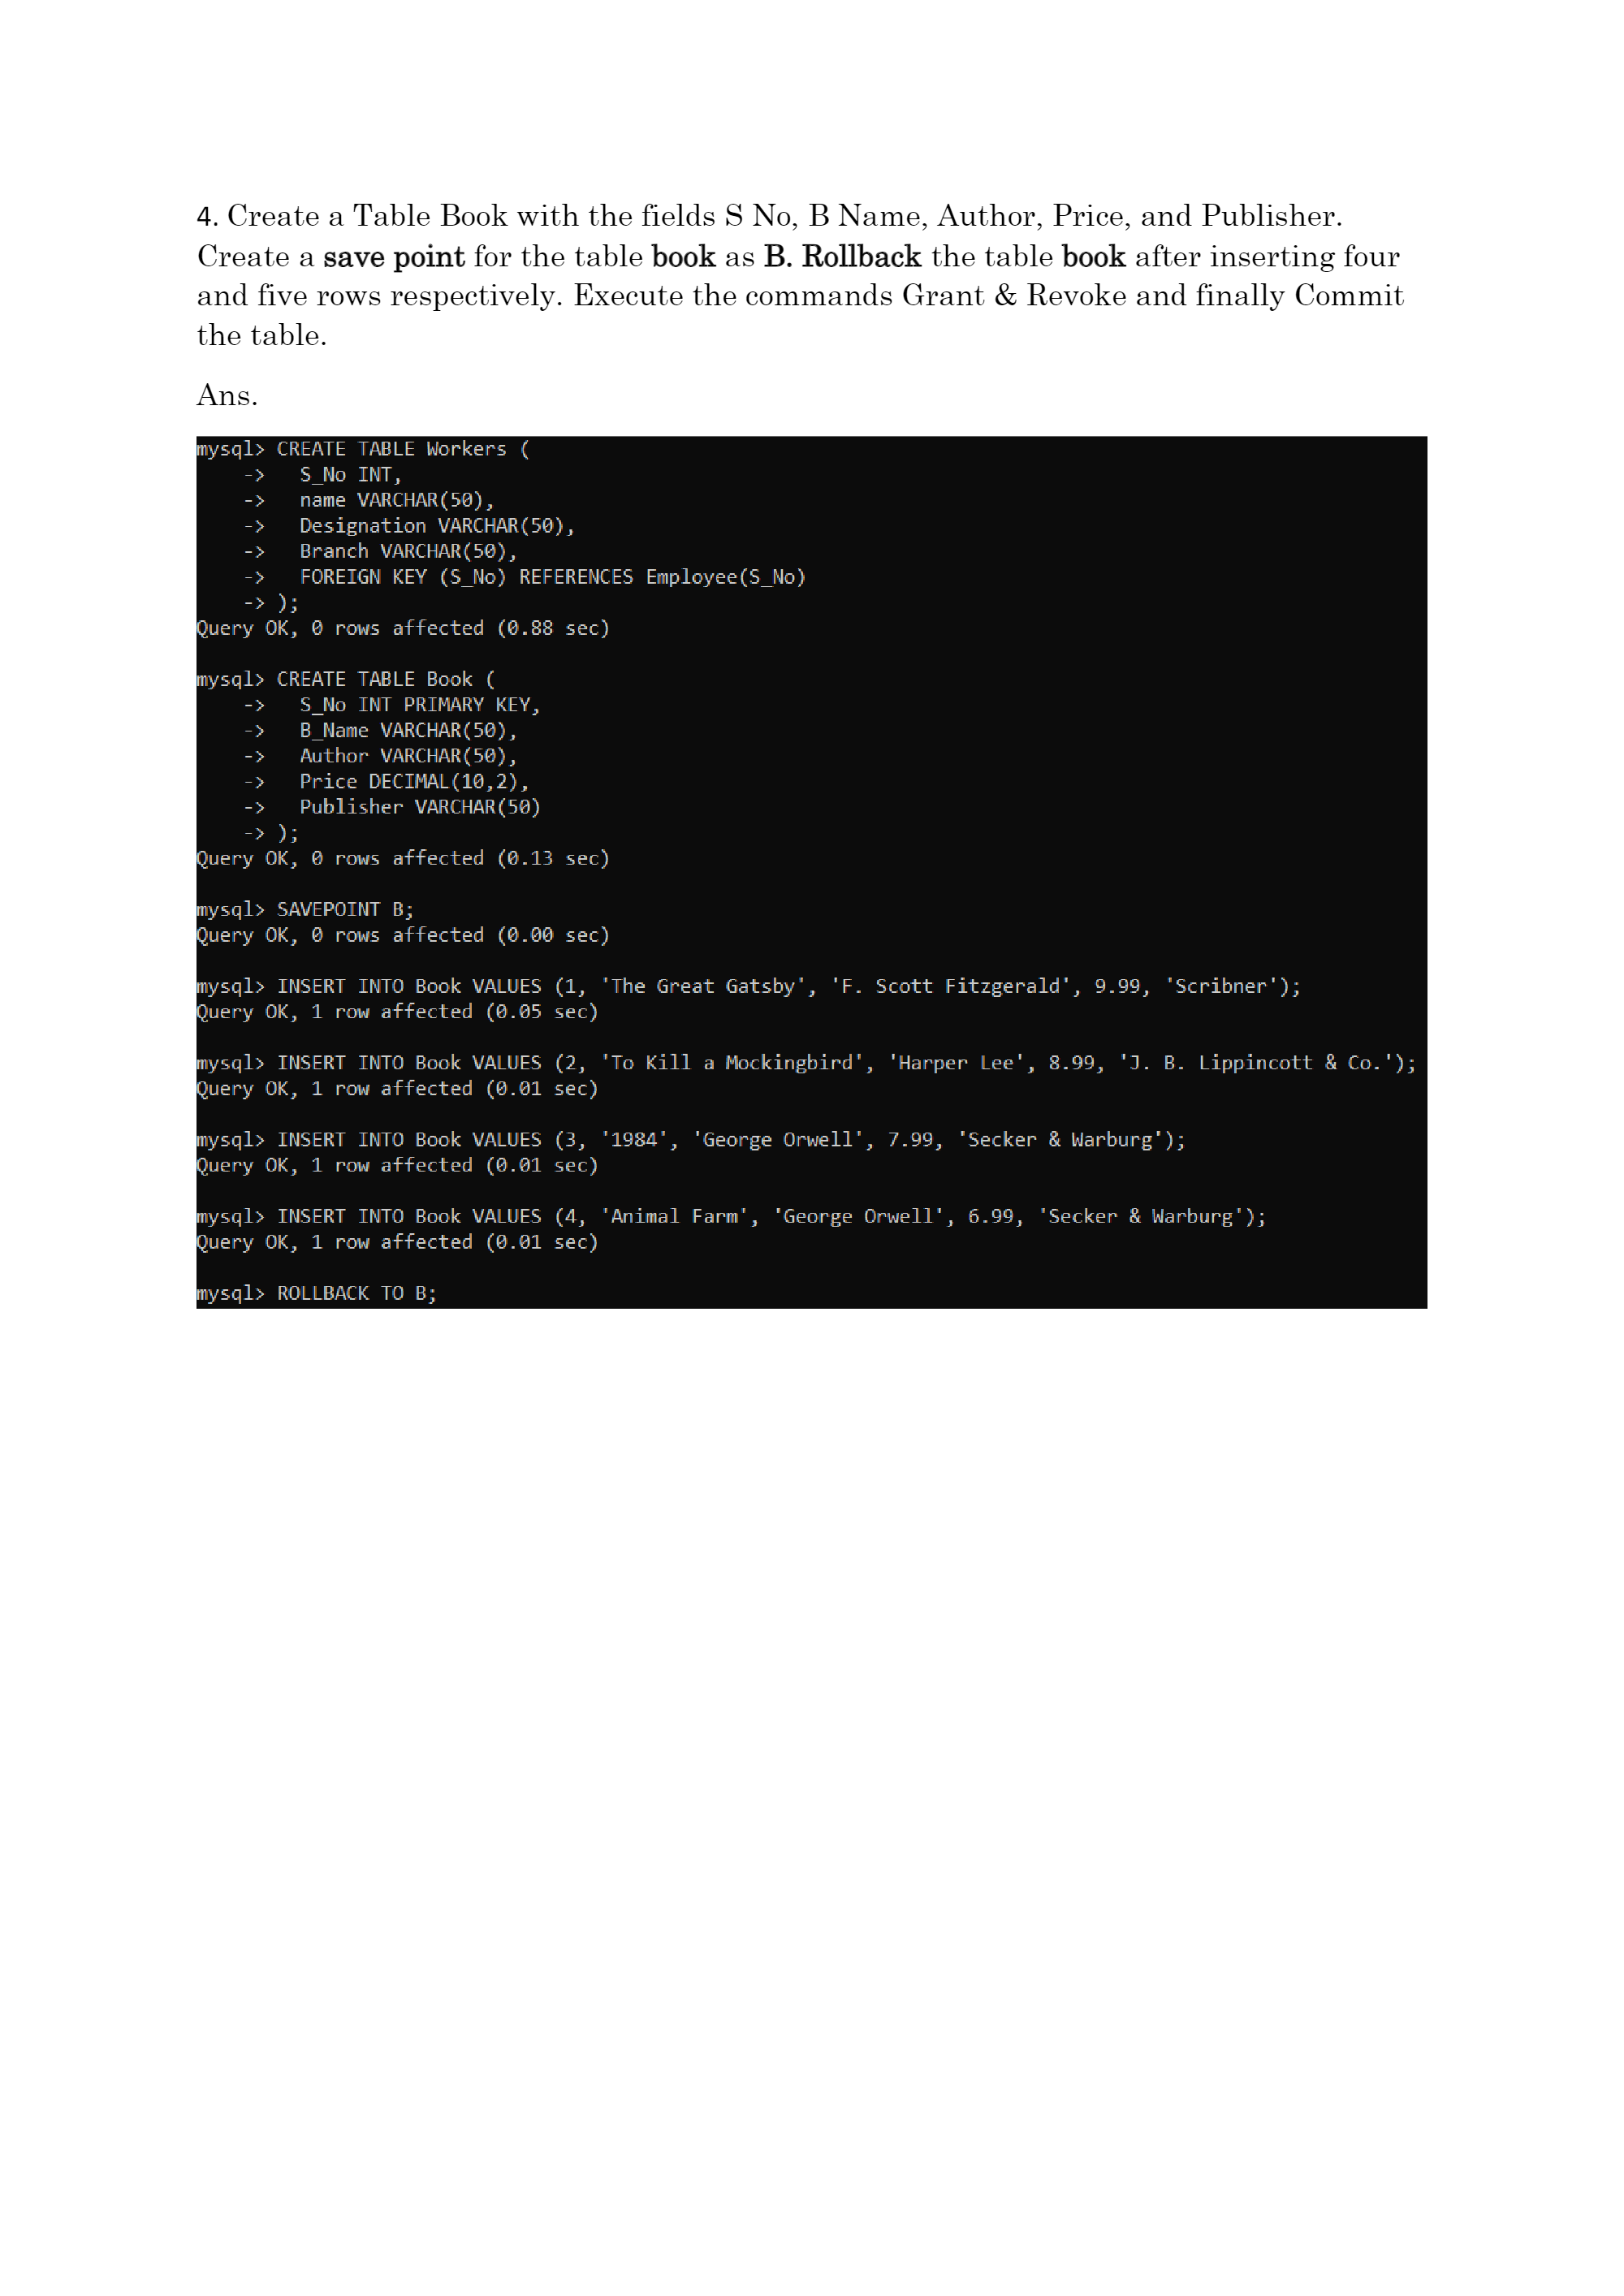 4. Create a Table Book with the fields S No, B Name, Author, Price, and Publisher.
Create a save point for the table book as B. Rollback the table book after inserting four
and five rows respectively. Execute the commands Grant & Revoke and finally Commit
the table.
Ans.
mysql> CREATE TABLE Workers (
    ->   S_No INT,
    ->   name VARCHAR(50),
    ->   Designation VARCHAR(50),
    ->   Branch VARCHAR(50),
    ->   FOREIGN KEY (S_No) REFERENCES Employee(S_No)
    -> );
Query OK, 0 rows affected (0.88 sec)
mysql> CREATE TABLE Book (
    ->   S_No INT PRIMARY KEY,
    ->   B_Name VARCHAR(50),
    ->   Author VARCHAR(50),
    ->   Price DECIMAL(10,2),
    ->   Publisher VARCHAR(50)
    -> );
Query OK, 0 rows affected (0.13 sec)
mysql> SAVEPOINT B;
Query OK, 0 rows affected (0.00 sec)
mysql> INSERT INTO Book VALUES (1, 'The Great Gatsby', 'F. Scott Fitzgerald', 9.99, 'Scribner');
Query OK, 1 row affected (0.05 sec)
mysql> INSERT INTO Book VALUES (2, 'To Kill a Mockingbird', 'Harper Lee', 8.99, 'J. B. Lippincott & Co.');
Query OK, 1 row affected (0.01 sec)
mysql> INSERT INTO Book VALUES (3, '1984', 'George Orwell', 7.99, 'Secker & Warburg');
Query OK, 1 row affected (0.01 sec)
mysql> INSERT INTO Book VALUES (4, 'Animal Farm', 'George Orwell', 6.99, 'Secker & Warburg');
Query OK, 1 row affected (0.01 sec)
mysql> ROLLBACK TO B;